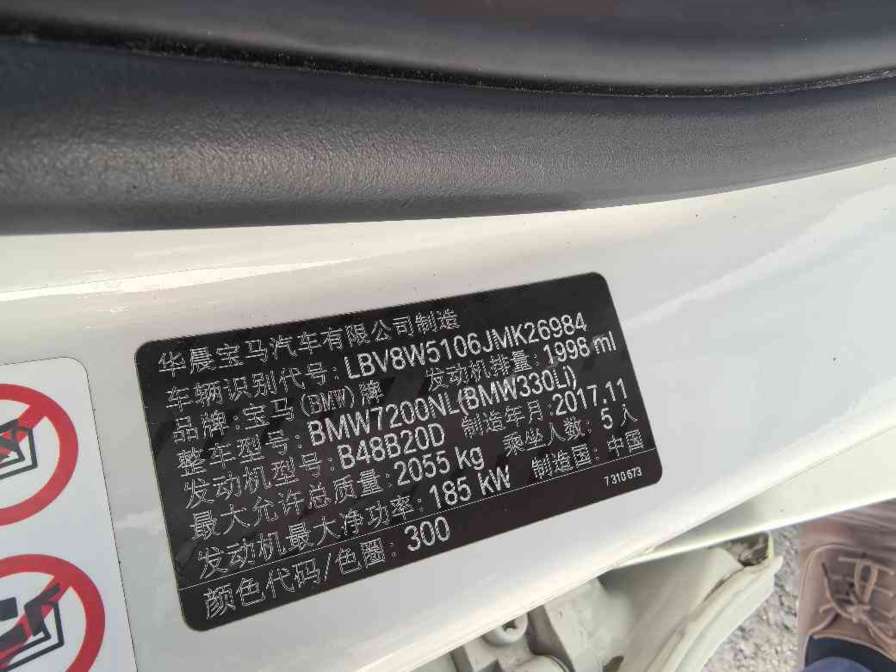 华晨宝马汽车有限公司制造
车辆识别代号: LBV8W5106JMK26984
品牌: 宝马(BMW)牌 发动机排量: 1998 ml
整车型号: BMW7200NL(BMW330Li)
发动机型号: B48B20D 制造年月: 2017.11
最大允许总质量: 2055 kg 乘坐人数: 5 人
发动机最大净功率: 185 kW 制造国: 中国
颜色代码/色圈: 300
7 310 673